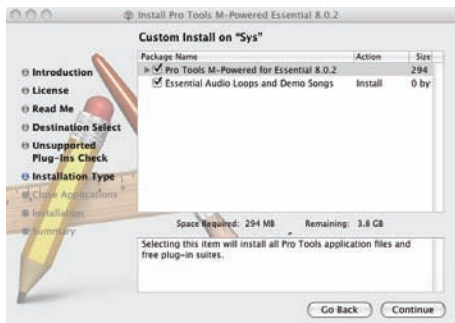 Install Pro Tools M-Powered Essential 8.0.2
Custom Install on "Sys"
Package Name Action Size
Pro Tools M-Powered for Essential 8.0.2 294
Essential Audio Loops and Demo Songs Install 0 by
Introduction
License
Read Me
Destination Select
Unsupported
Plug-Ins Check
Installation Type
Close Applications
Installation
Summary
Space Required: 294 MB Remaining: 3.8 GB
Selecting this item will install all Pro Tools application files and
free plug-in suites.
Go Back Continue